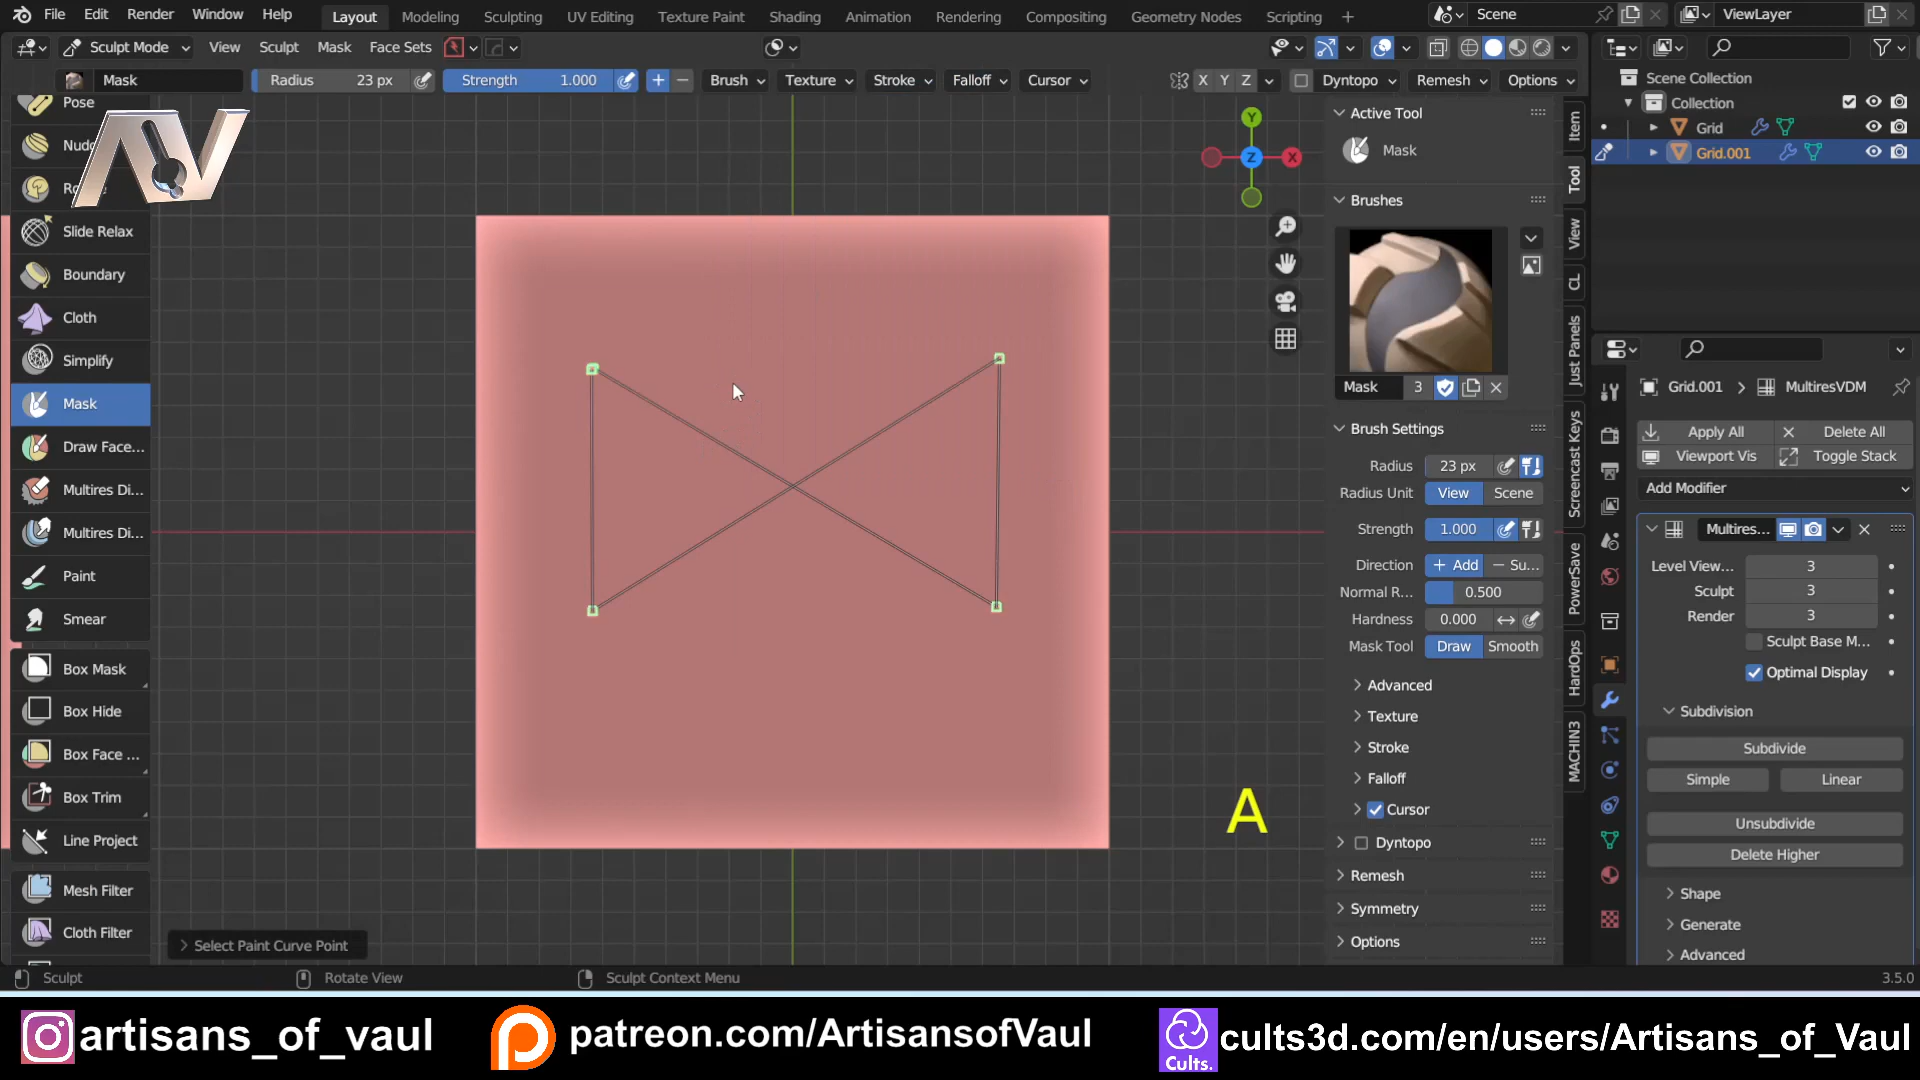 File Edit Render Window Help Layout Modeling Sculpting UV Editing Texture Paint Shading Animation Rendering Compositing Geometry Nodes Scripting + Scene ViewLayer
Sculpt Mode View Sculpt Mask Face Sets
Mask Radius 23 px Strength 1.000 + − Brush Texture Stroke Falloff Cursor X Y Z Dyntopo Remesh Options
Pose
AV
Slide Relax
Boundary
Cloth
Simplify
Mask
Draw Face...
Multires Di...
Multires Di...
Paint
Smear
Box Mask
Box Hide
Box Face ...
Box Trim
Line Project
Mesh Filter
Cloth Filter
Y
Z X
A
Select Paint Curve Point
Active Tool
Mask
Brushes
Mask 3
Brush Settings
Radius 23 px
Radius Unit View Scene
Strength 1.000
Direction + Add − Su...
Normal R... 0.500
Hardness 0.000
Mask Tool Draw Smooth
Advanced
Texture
Stroke
Falloff
Cursor
Dyntopo
Remesh
Symmetry
Options
Item
Tool
View
CL
Just Panels
Screencast Keys
PowerSave
HardOps
MACHIN3
Scene Collection
Collection
Grid
Grid.001
Grid.001 > MultiresVDM
Apply All Delete All
Viewport Vis Toggle Stack
Add Modifier
Multires...
Level View... 3
Sculpt 3
Render 3
Sculpt Base M...
Optimal Display
Subdivision
Subdivide
Simple Linear
Unsubdivide
Delete Higher
Shape
Generate
Advanced
Sculpt Rotate View Sculpt Context Menu 3.5.0
artisans_of_vaul patreon.com/ArtisansofVaul Cults. cults3d.com/en/users/Artisans_of_Vaul